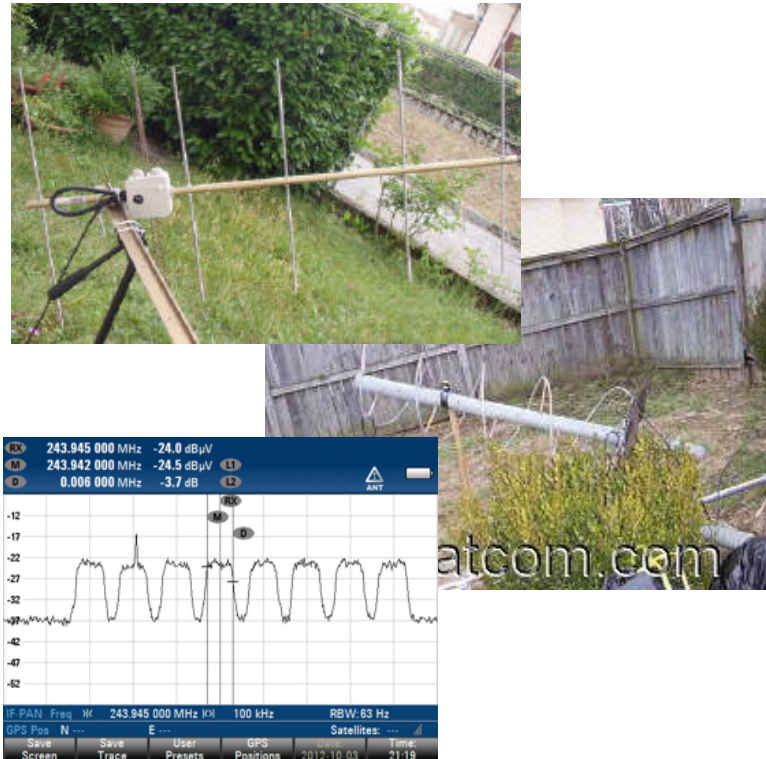 atcom.com
RX 243.945 000 MHz -24.0 dBµV
M 243.942 000 MHz -24.5 dBµV L1
D 0.006 000 MHz -3.7 dB L2
ANT
RX
M
D
-12
-17
-22
-27
-32
-37
-42
-47
-52
IF-PAN Freq 243.945 000 MHz 100 kHz RBW: 63 Hz
GPS Pos N --- E --- Satellites: ---
Save Screen Save Trace User Presets GPS Positions Date: 2012-10-03 Time: 21:19